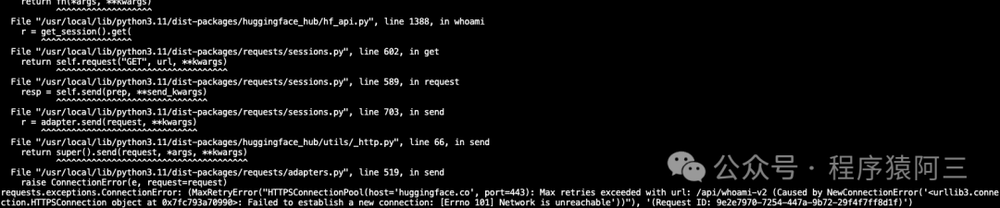 return fn(*args, **kwargs)
^^^^^^^^^^^^^^^^^^^
File "/usr/local/lib/python3.11/dist-packages/huggingface_hub/hf_api.py", line 1388, in whoami
r = get_session().get(
^^^^^^^^^^^^^^^^^^
File "/usr/local/lib/python3.11/dist-packages/requests/sessions.py", line 602, in get
return self.request("GET", url, **kwargs)
^^^^^^^^^^^^^^^^^^^^^^^^^^^^^^^^^^
File "/usr/local/lib/python3.11/dist-packages/requests/sessions.py", line 589, in request
resp = self.send(prep, **send_kwargs)
^^^^^^^^^^^^^^^^^^^^^^^^^^^^^^
File "/usr/local/lib/python3.11/dist-packages/requests/sessions.py", line 703, in send
r = adapter.send(request, **kwargs)
^^^^^^^^^^^^^^^^^^^^^^^^^^^^^^^
File "/usr/local/lib/python3.11/dist-packages/huggingface_hub/utils/_http.py", line 66, in send
return super().send(request, *args, **kwargs)
^^^^^^^^^^^^^^^^^^^^^^^^^^^^^^^^^^^^^^
File "/usr/local/lib/python3.11/dist-packages/requests/adapters.py", line 519, in send
raise ConnectionError(e, request=request)
requests.exceptions.ConnectionError: (MaxRetryError("HTTPSConnectionPool(host='huggingface.co', port=443): Max retries exceeded with url: /api/whoami-v2 (Caused by NewConnectionError('<urllib3.conne
ction.HTTPSConnection object at 0x7fc793a70990>: Failed to establish a new connection: [Errno 101] Network is unreachable'))"), '(Request ID: 9e2e7970-7254-447a-9b72-29f4f7ff8d1f)')
公众号 · 程序猿阿三